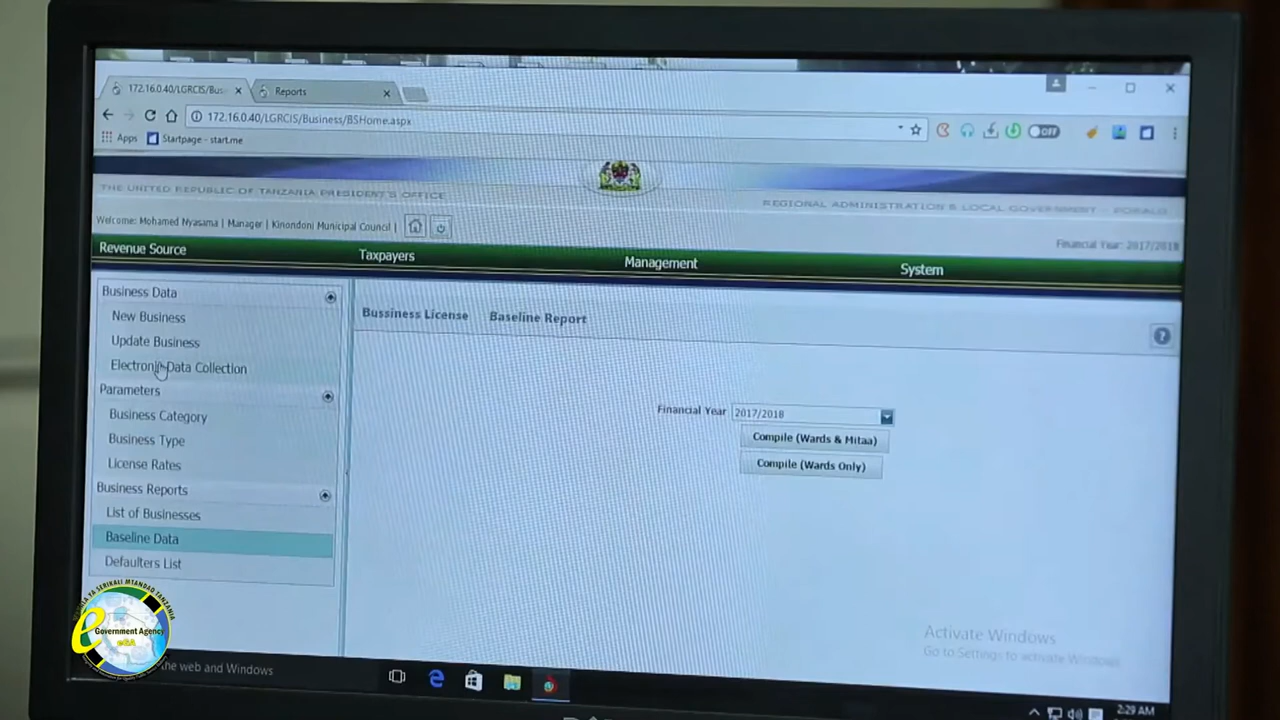 172.16.0.40/LGRCIS/Bus
Reports
172.16.0.40/LGRCIS/Business/BSHome.aspx
OFF
Apps
Startpage - start.me
THE UNITED REPUBLIC OF TANZANIA PRESIDENT'S OFFICE
REGIONAL ADMINISTRATION & LOCAL GOVERNMENT - PORALG
Welcome: Mohamed Nyasama | Manager | Kinondoni Municipal Council |
Financial Year: 2017/2018
Revenue Source
Taxpayers
Management
System
Business Data
New Business
Update Business
Electronic Data Collection
Parameters
Business Category
Business Type
License Rates
Business Reports
List of Businesses
Baseline Data
Defaulters List
Bussiness License
Baseline Report
?
Financial Year
2017/2018
Compile (Wards & Mitaa)
Compile (Wards Only)
Activate Windows
Go to Settings to activate Windows.
the web and Windows
2:29 AM
SERIKALI MTANDAO TANZANIA
e
Government Agency
eGA